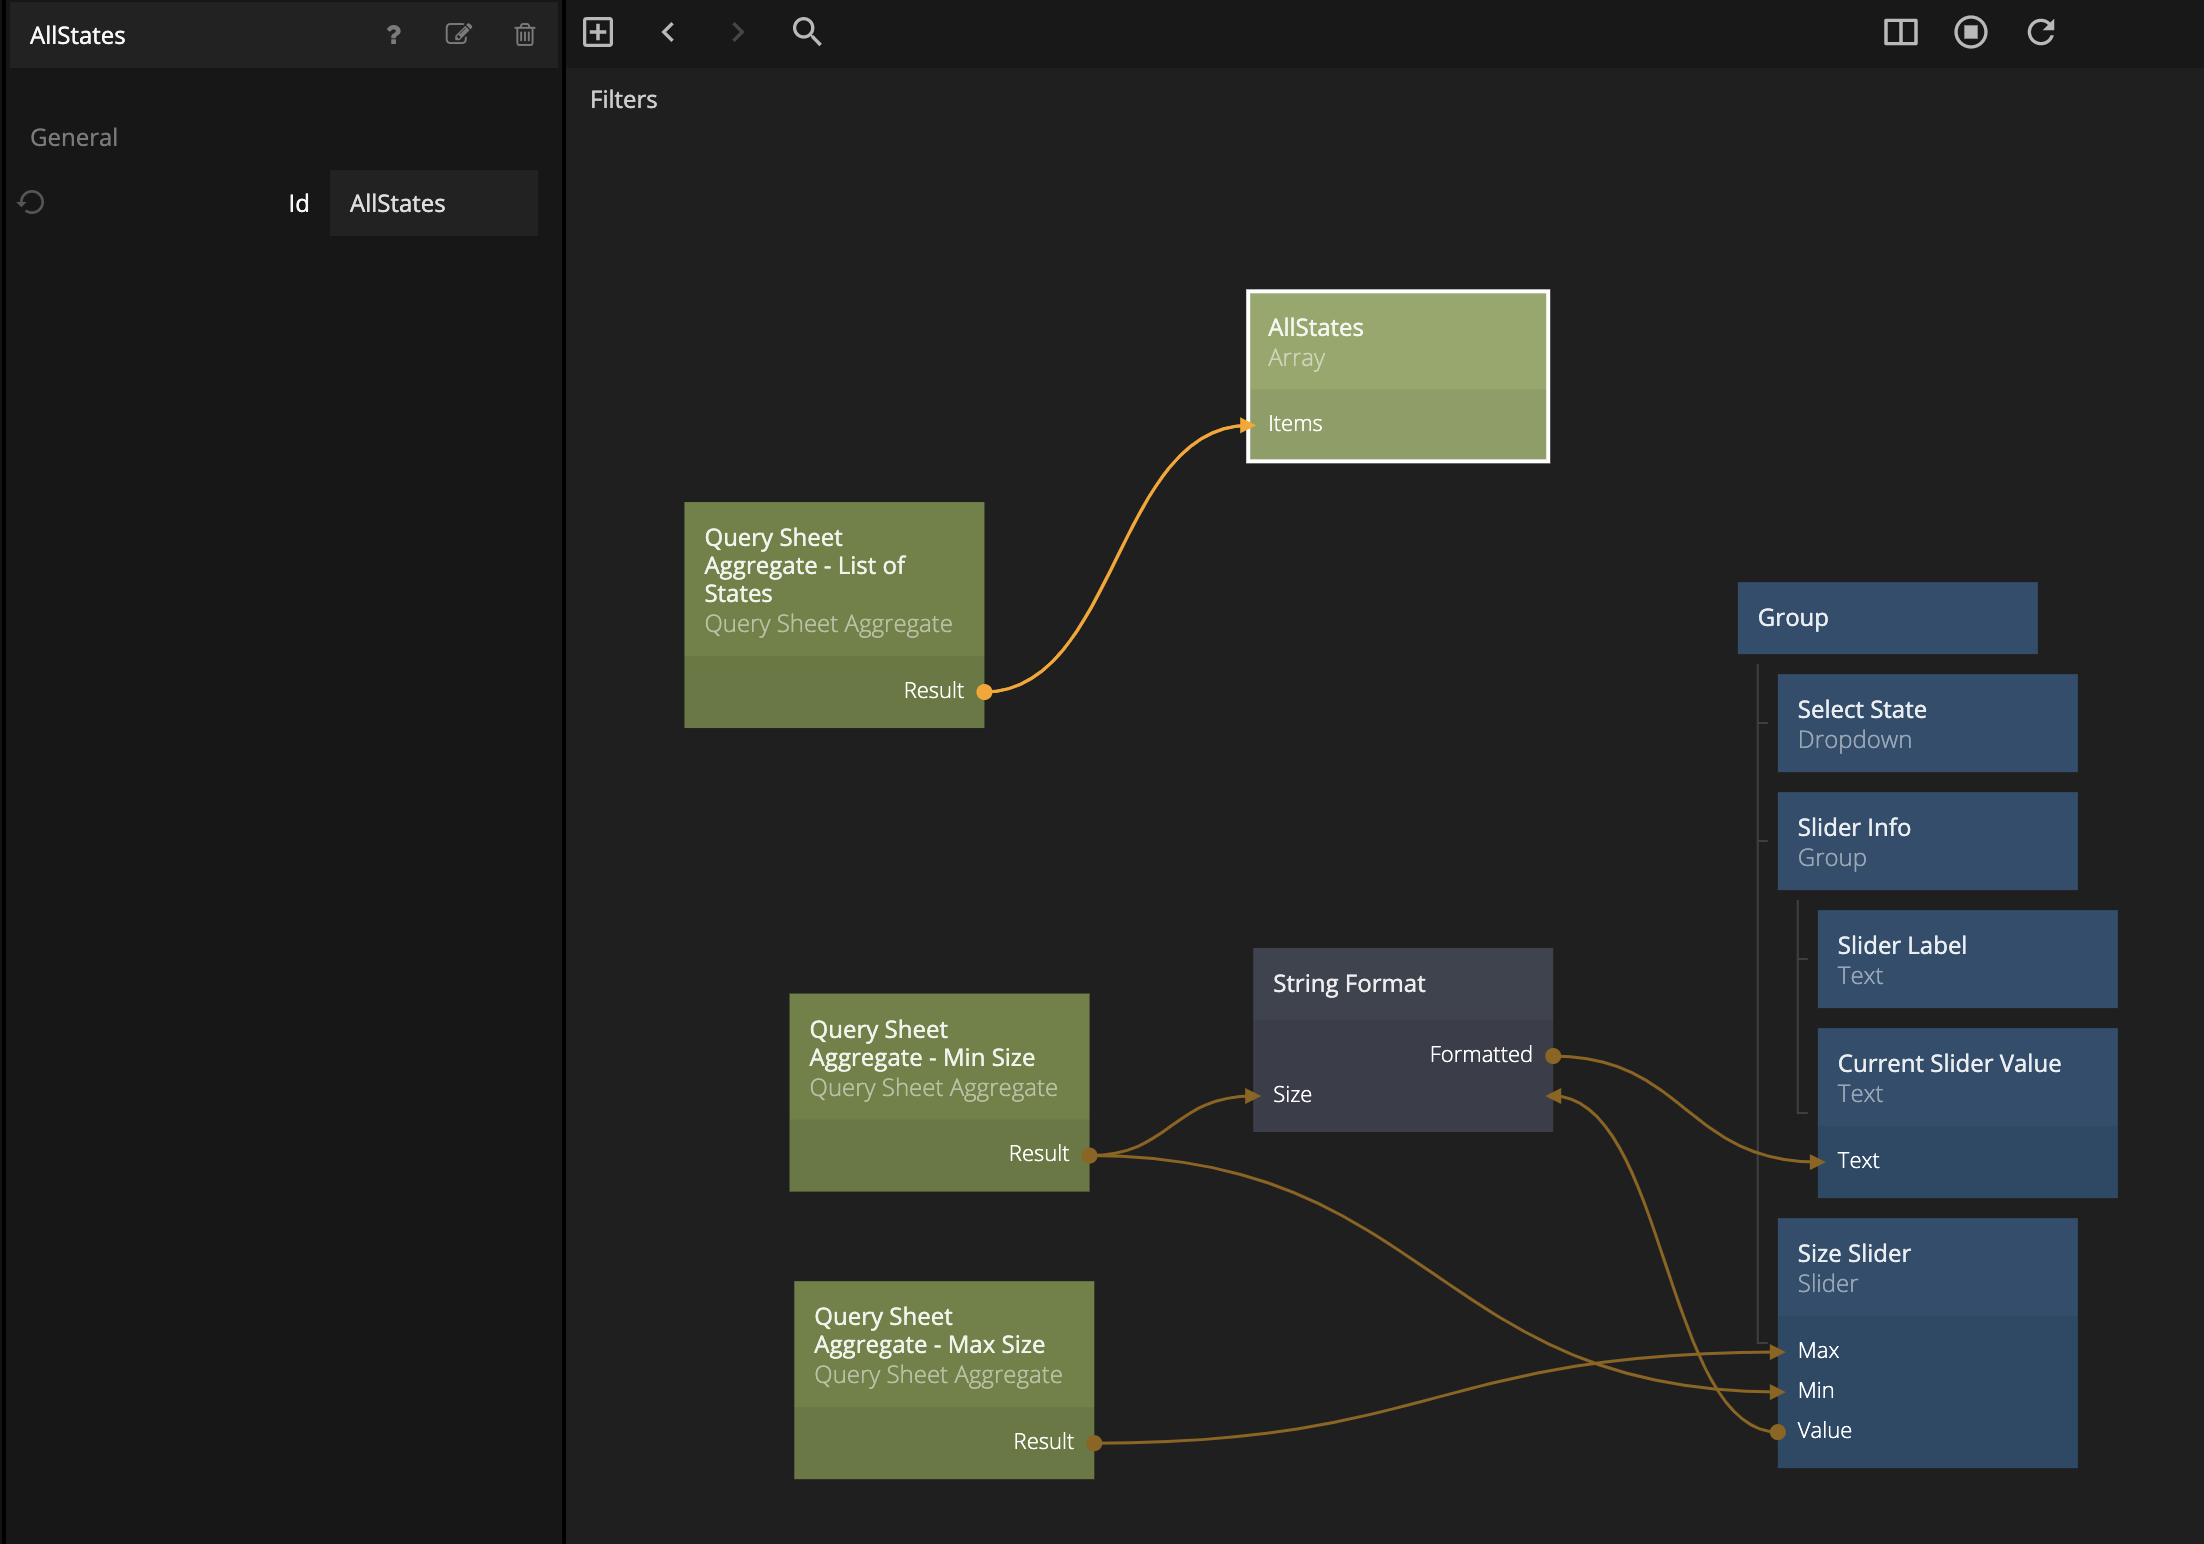 AllStates
?
General
Id
AllStates
Filters
AllStates
Array
Items
Query Sheet
Aggregate - List of
States
Query Sheet Aggregate
Result
Group
Select State
Dropdown
Slider Info
Group
Slider Label
Text
Current Slider Value
Text
Text
String Format
Formatted
Size
Query Sheet
Aggregate - Min Size
Query Sheet Aggregate
Result
Size Slider
Slider
Max
Min
Value
Query Sheet
Aggregate - Max Size
Query Sheet Aggregate
Result